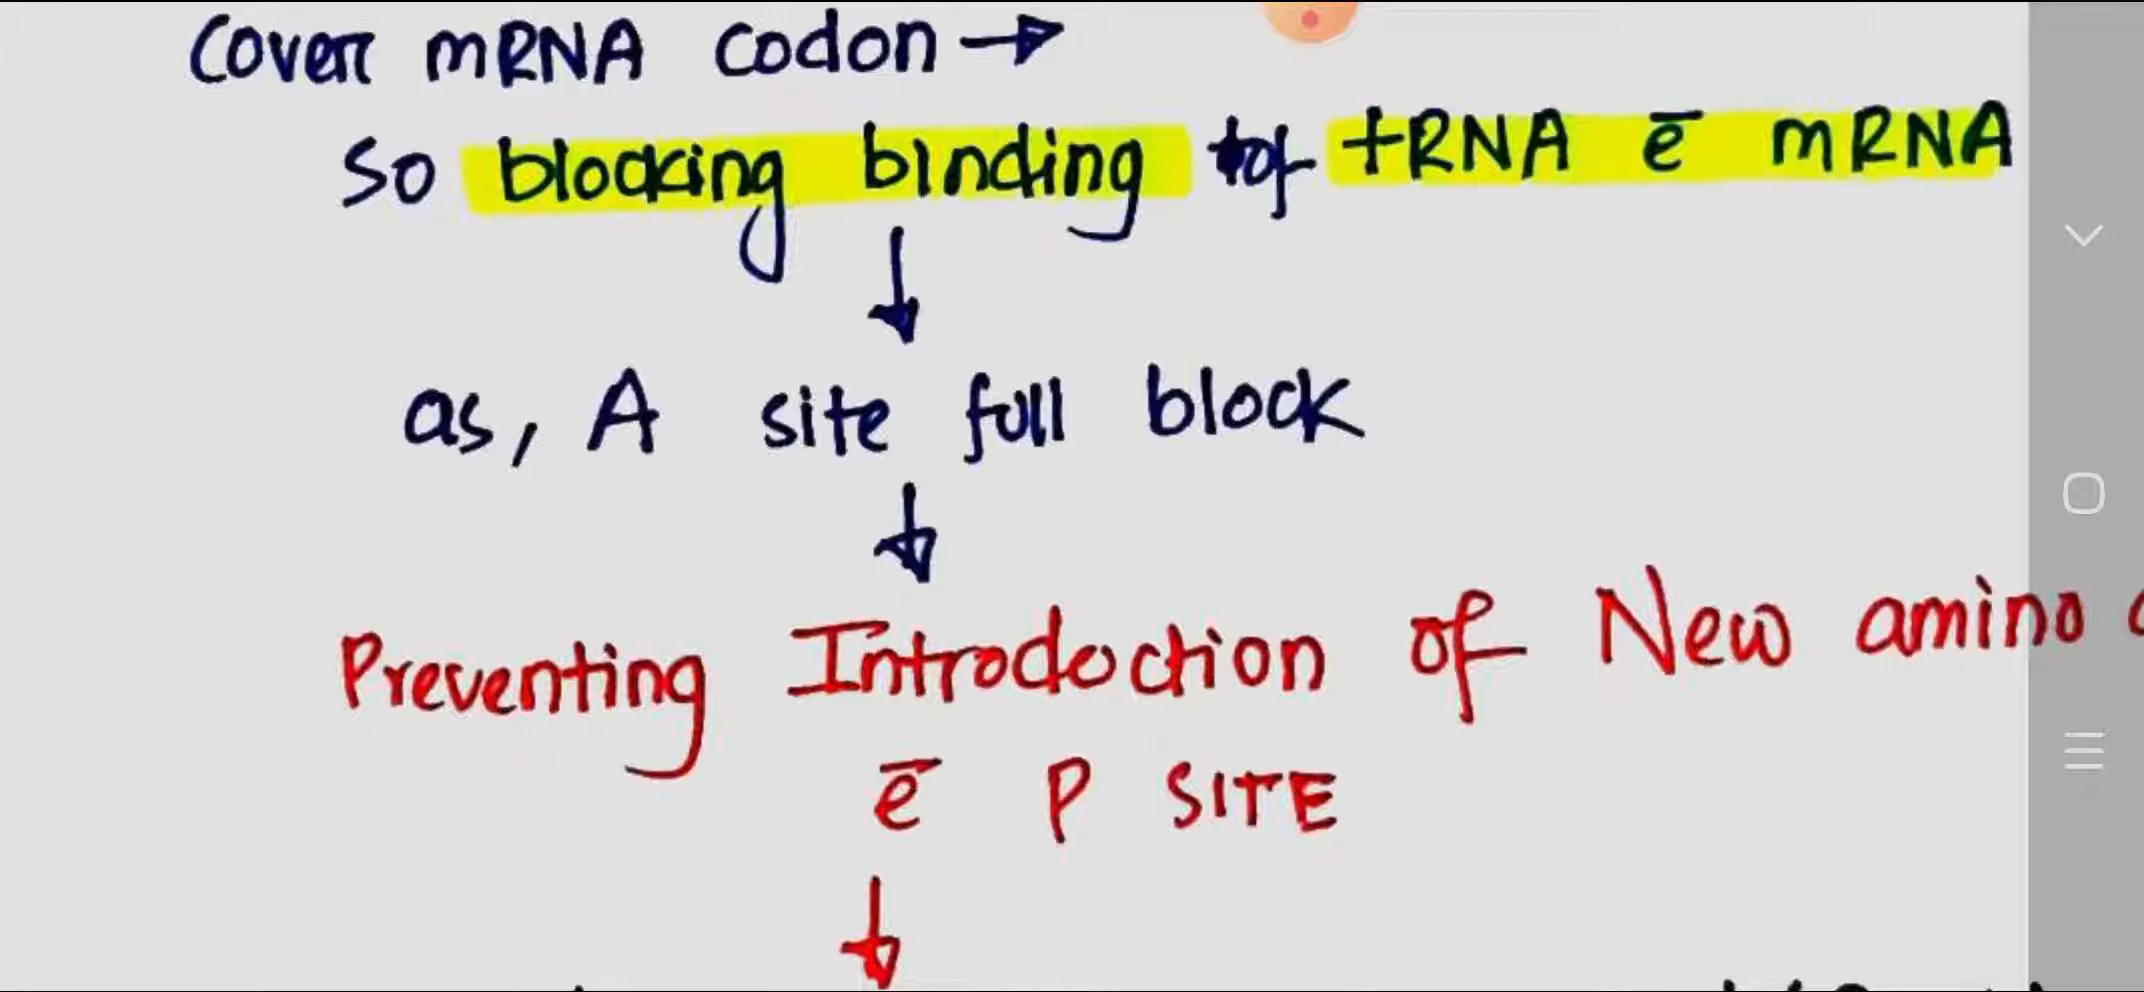 Cover mRNA codon →
so blocking binding of tRNA ē mRNA
↓
as, A site full block
↓
Preventing Introduction of New amino
ē P SITE
↓